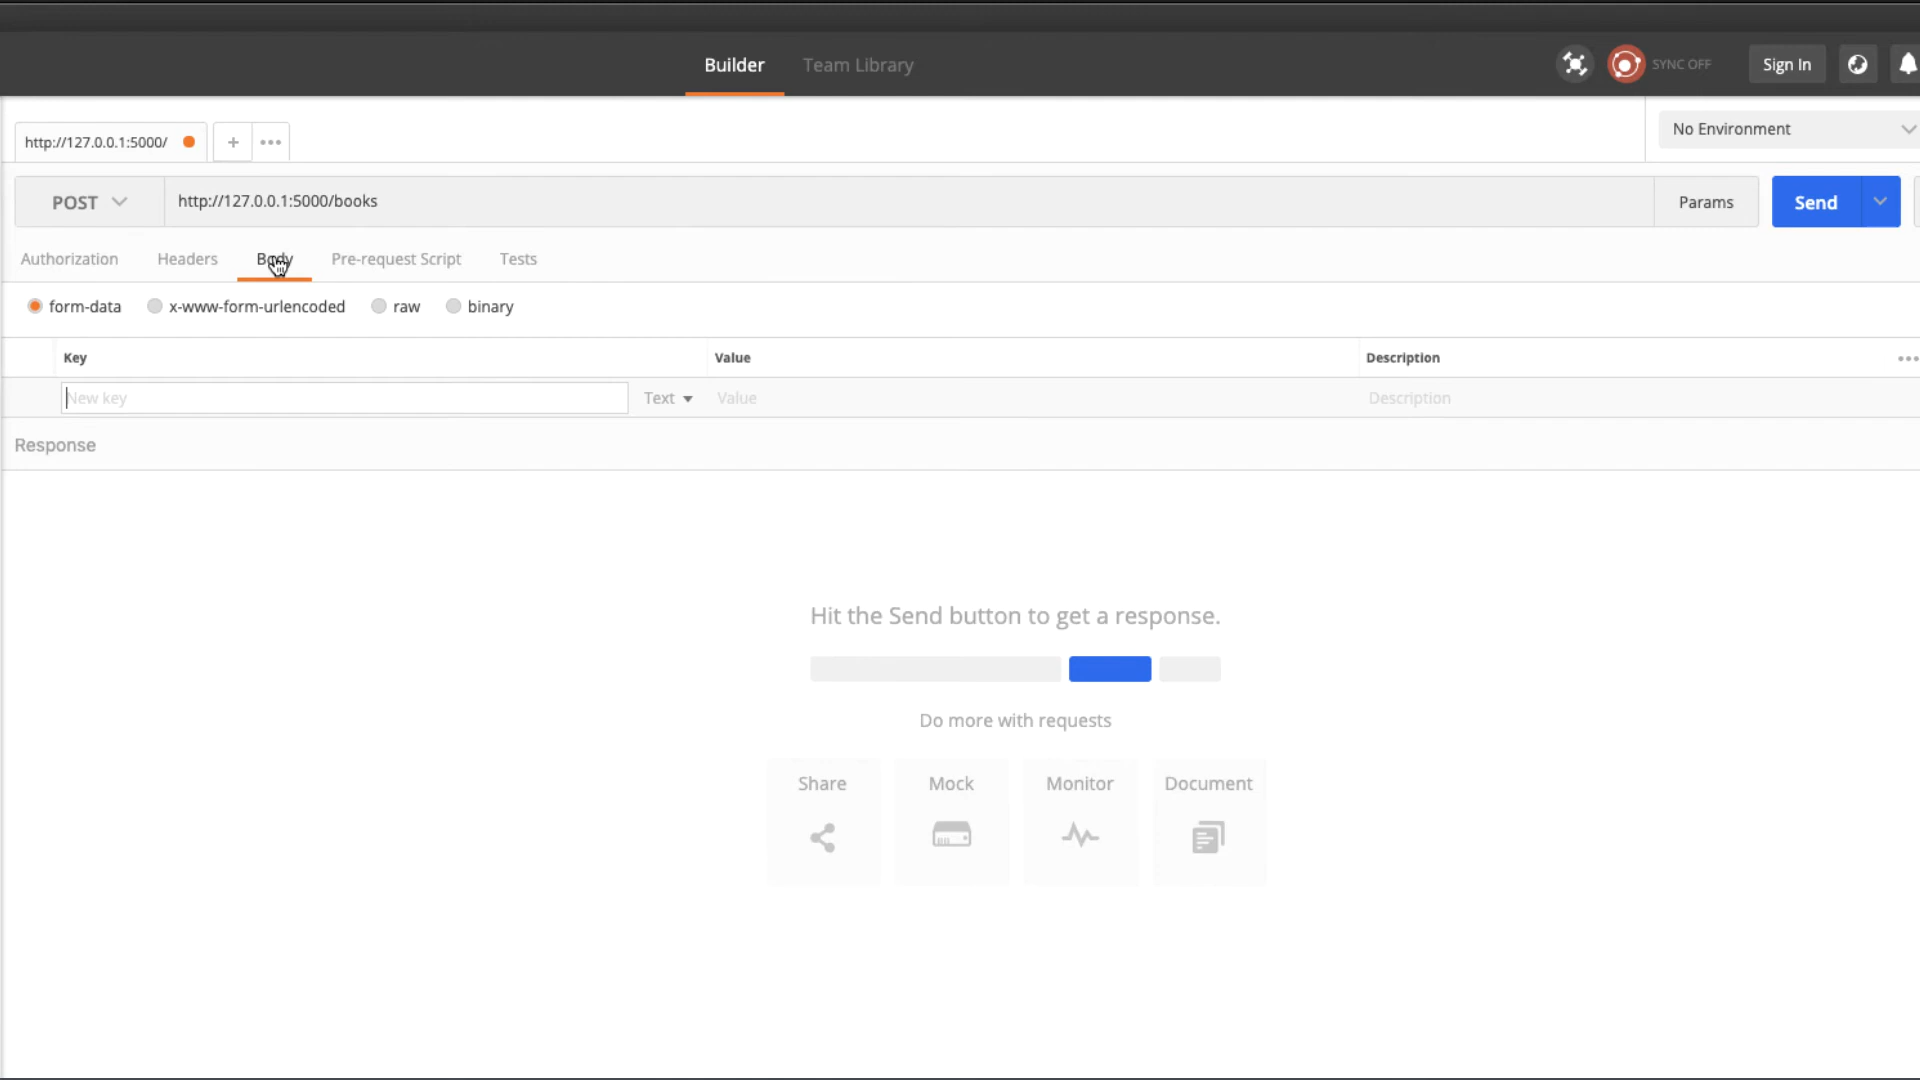 Builder Team Library SYNC OFF Sign In
http://127.0.0.1:5000/ + No Environment
POST http://127.0.0.1:5000/books Params Send
Authorization Headers Body Pre-request Script Tests
form-data x-www-form-urlencoded raw binary
Key Value Description
New key Text Value Description
Response
Hit the Send button to get a response.
Do more with requests
Share Mock Monitor Document